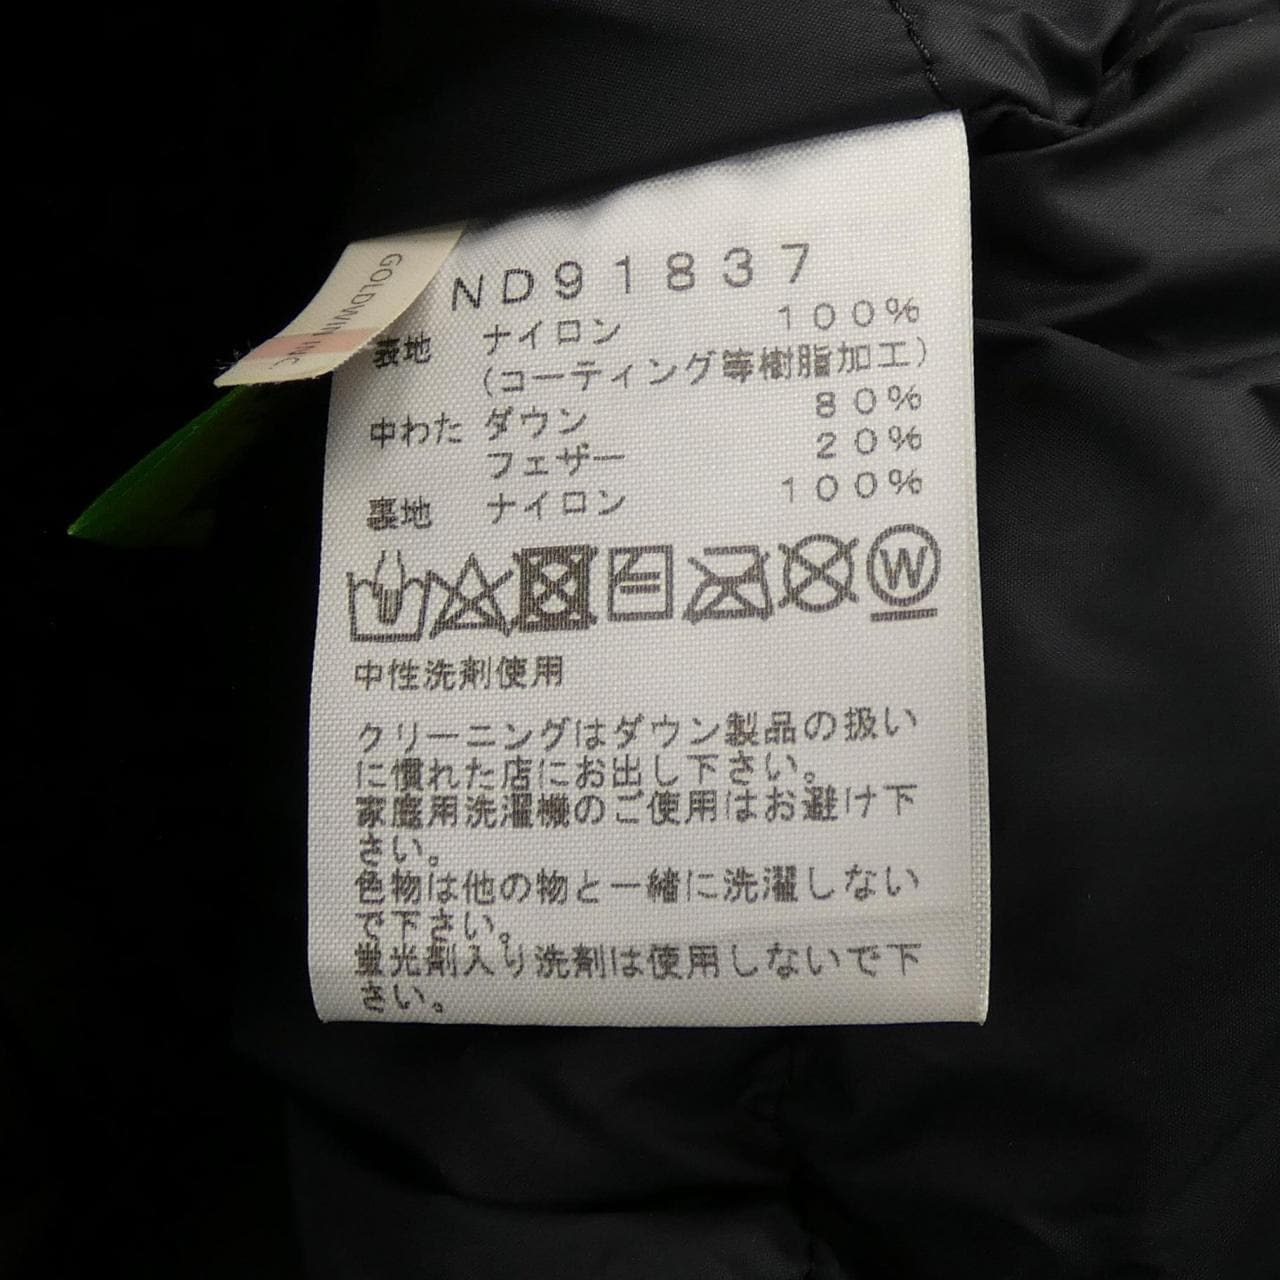 GOLDWIN INC.
ND91837
表地 ナイロン 100%
(コーティング等樹脂加工)
中わた ダウン 80%
フェザー 20%
裏地 ナイロン 100%
W
中性洗剤使用
クリーニングはダウン製品の扱い
に慣れた店にお出し下さい。
家庭用洗濯機のご使用はお避け下
さい。
色物は他の物と一緒に洗濯しない
で下さい。
蛍光剤入り洗剤は使用しないで下
さい。